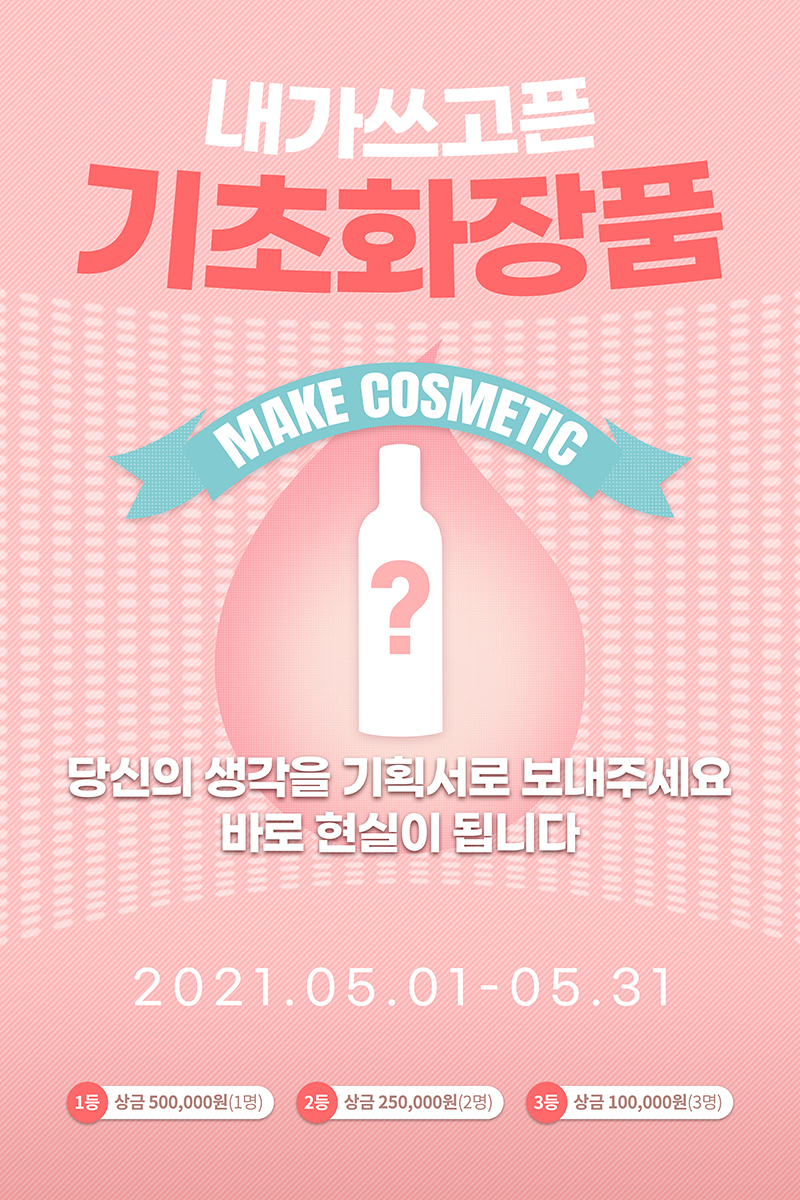 내가쓰고픈
기초화장품
MAKE COSMETIC
?
당신의 생각을 기획서로 보내주세요
바로 현실이 됩니다
2021.05.01-05.31
1등 상금 500,000원(1명)
2등 상금 250,000원(2명)
3등 상금 100,000원(3명)